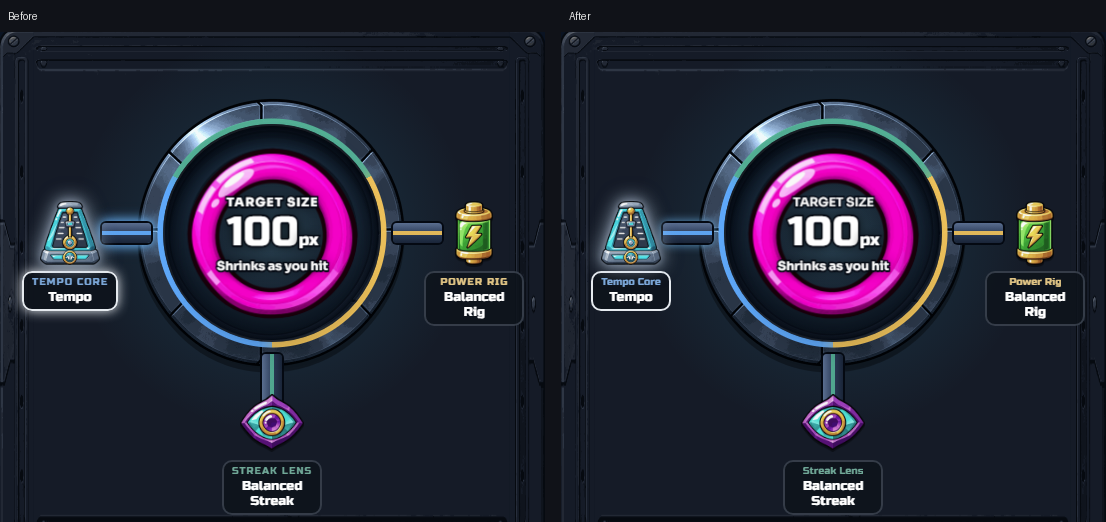 Before
TARGET SIZE
100px
Shrinks as you hit
TEMPO CORE
Tempo
POWER RIG
Balanced
Rig
STREAK LENS
Balanced
Streak
After
TARGET SIZE
100px
Shrinks as you hit
Tempo Core
Tempo
Power Rig
Balanced
Rig
Streak Lens
Balanced
Streak